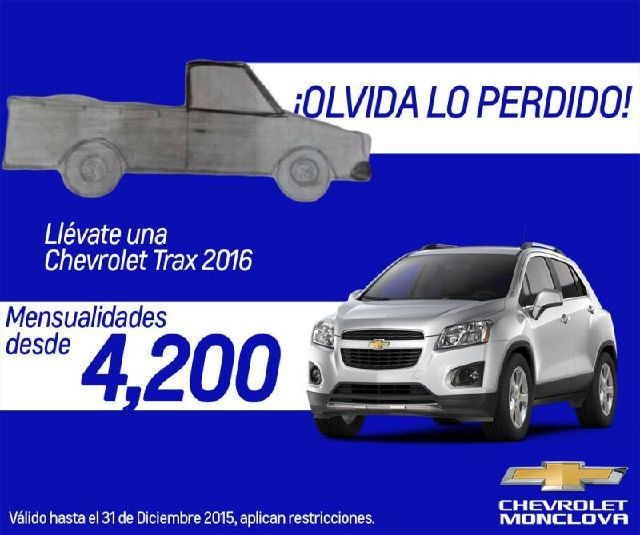 ¡OLVIDA LO PERDIDO!
Llévate una
Chevrolet Trax 2016
Mensualidades
desde 4,200
Válido hasta el 31 de Diciembre 2015, aplican restricciones.
CHEVROLET
MONCLOVA